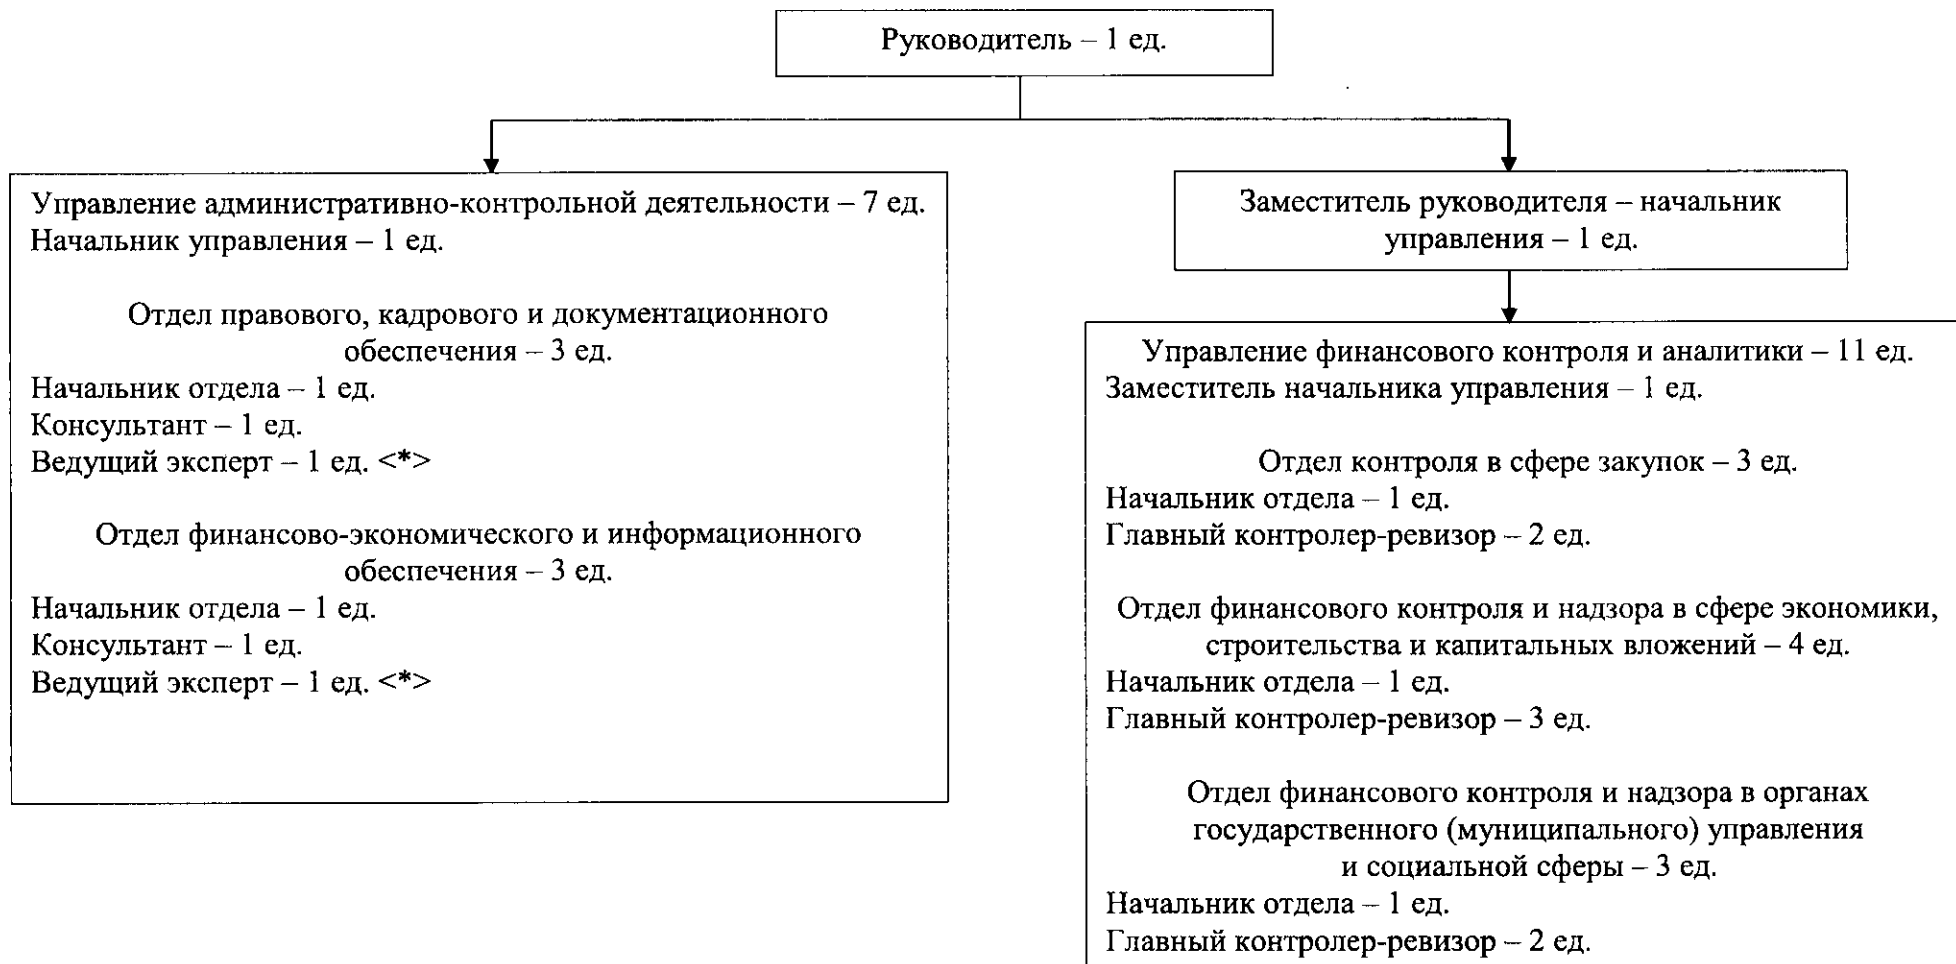 Руководитель – 1 ед.
Управление административно-контрольной деятельности – 7 ед.
Начальник управления – 1 ед.
Отдел правового, кадрового и документационного
обеспечения – 3 ед.
Начальник отдела – 1 ед.
Консультант – 1 ед.
Ведущий эксперт – 1 ед. <*>
Отдел финансово-экономического и информационного
обеспечения – 3 ед.
Начальник отдела – 1 ед.
Консультант – 1 ед.
Ведущий эксперт – 1 ед. <*>
Заместитель руководителя – начальник
управления – 1 ед.
Управление финансового контроля и аналитики – 11 ед.
Заместитель начальника управления – 1 ед.
Отдел контроля в сфере закупок – 3 ед.
Начальник отдела – 1 ед.
Главный контролер-ревизор – 2 ед.
Отдел финансового контроля и надзора в сфере экономики,
строительства и капитальных вложений – 4 ед.
Начальник отдела – 1 ед.
Главный контролер-ревизор – 3 ед.
Отдел финансового контроля и надзора в органах
государственного (муниципального) управления
и социальной сферы – 3 ед.
Начальник отдела – 1 ед.
Главный контролер-ревизор – 2 ед.